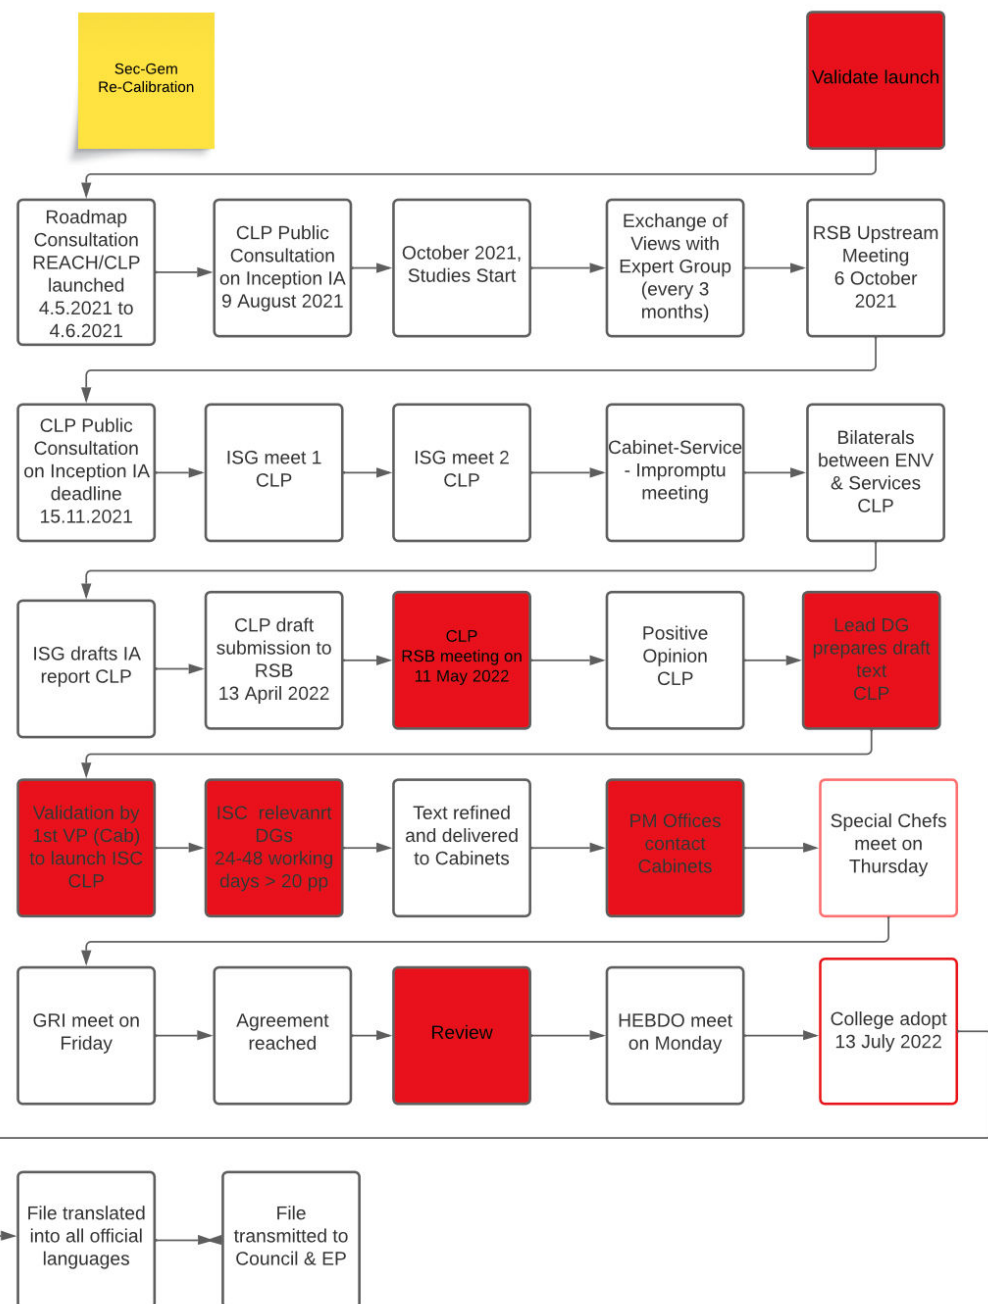 Sec-Gem
Re-Calibration
Validate launch
Roadmap
Consultation
REACH/CLP
launched
4.5.2021 to
4.6.2021
CLP Public
Consultation
on Inception IA
9 August 2021
October 2021,
Studies Start
Exchange of
Views with
Expert Group
(every 3
months)
RSB Upstream
Meeting
6 October
2021
CLP Public
Consultation
on Inception IA
deadline
15.11.2021
ISG meet 1
CLP
ISG meet 2
CLP
Cabinet-Service
- Impromptu
meeting
Bilaterals
between ENV
& Services
CLP
ISG drafts IA
report CLP
CLP draft
submission to
RSB
13 April 2022
CLP
RSB meeting on
11 May 2022
Positive
Opinion
CLP
Lead DG
prepares draft
text
CLP
Validation by
1st VP (Cab)
to launch ISC
CLP
ISC relevanrt
DGs
24-48 working
days > 20 pp
Text refined
and delivered
to Cabinets
PM Offices
contact
Cabinets
Special Chefs
meet on
Thursday
GRI meet on
Friday
Agreement
reached
Review
HEBDO meet
on Monday
College adopt
13 July 2022
File translated
into all official
languages
File
transmitted to
Council & EP